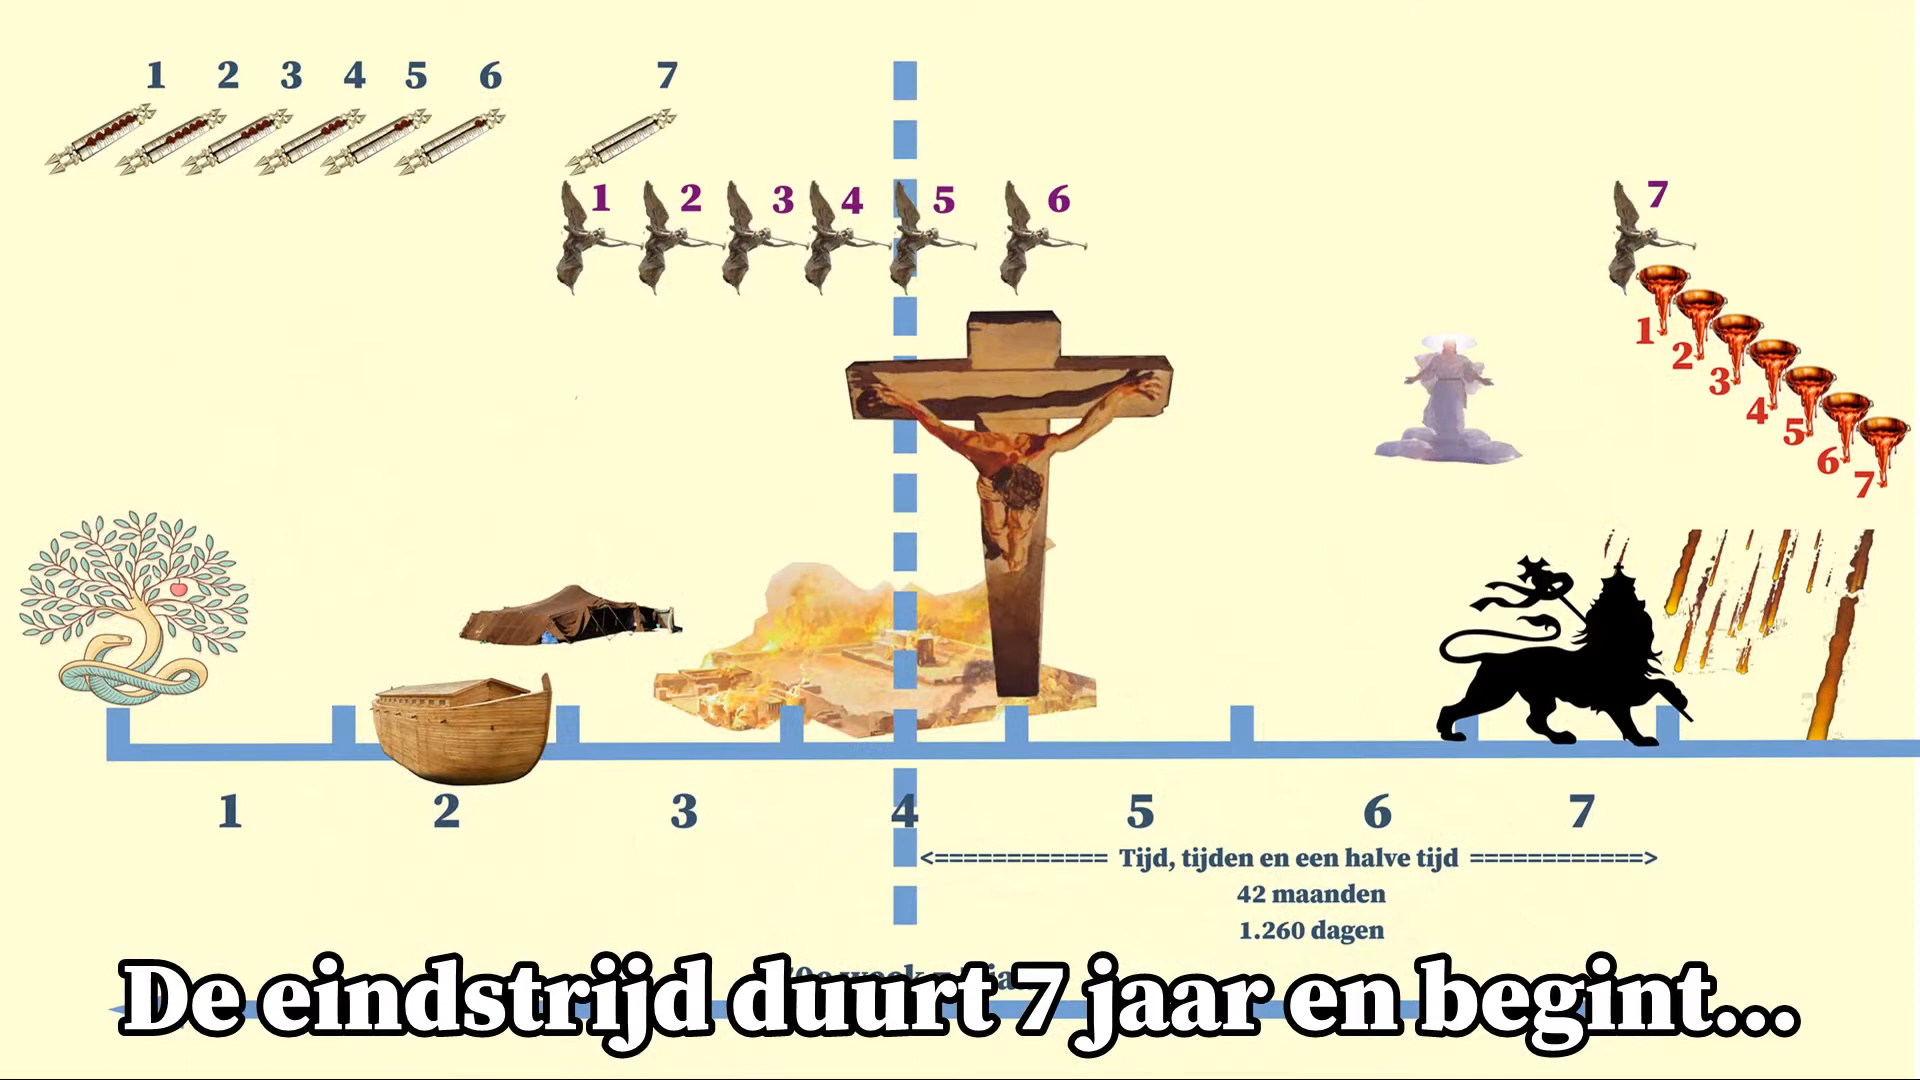 1 2 3 4 5 6 7
1 2 3 4 5 6 7
1
2
3
4
5
6
7
1 2 3 4 5 6 7
<============ Tijd, tijden en een halve tijd ============>
42 maanden
1.260 dagen
De eindstrijd duurt 7 jaar en begint...